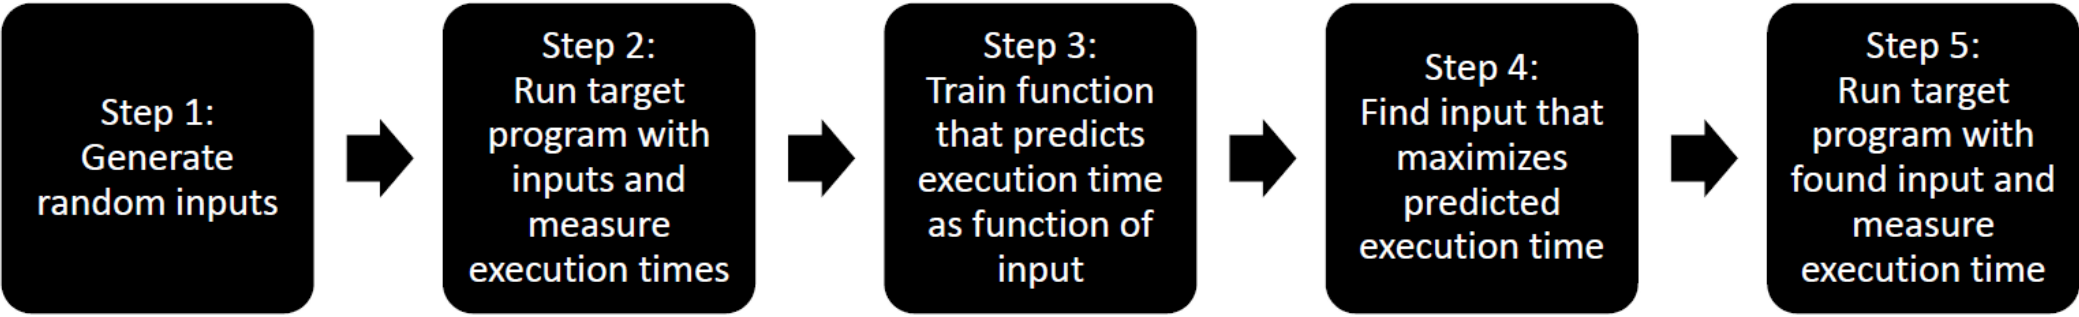 Step 1:
Generate
random inputs
Step 2:
Run target
program with
inputs and
measure
execution times
Step 3:
Train function
that predicts
execution time
as function of
input
Step 4:
Find input that
maximizes
predicted
execution time
Step 5:
Run target
program with
found input and
measure
execution time